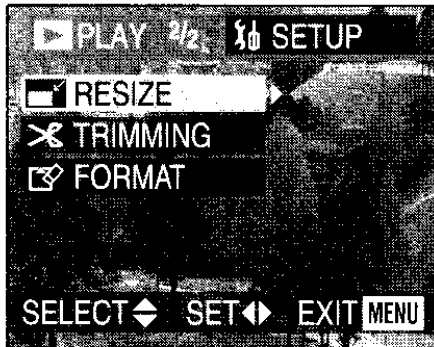 PLAY 2/2 SETUP
RESIZE
TRIMMING
FORMAT
SELECT SET EXIT MENU